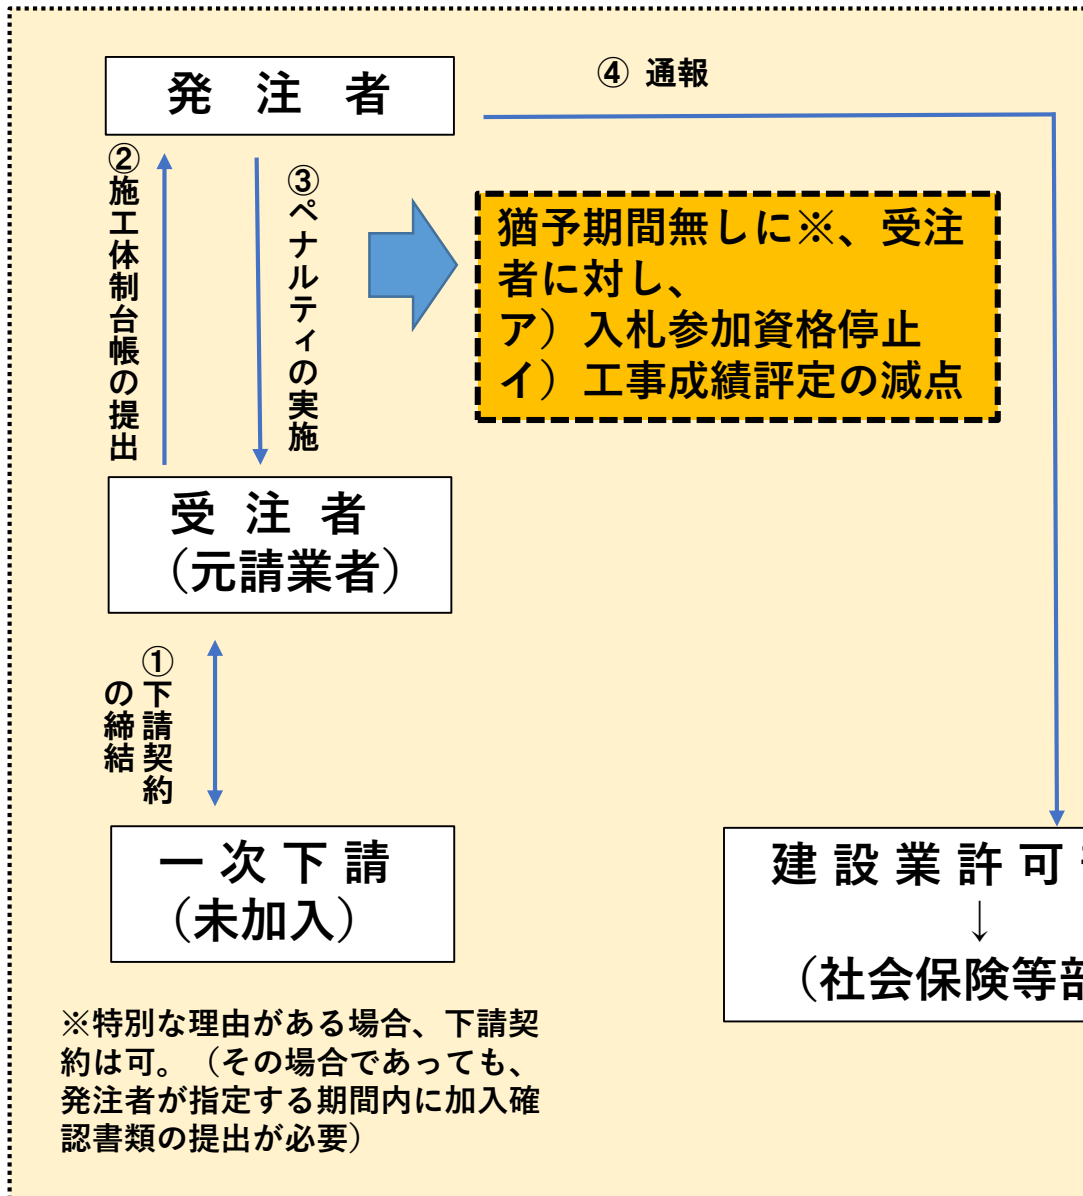 発 注 者
④ 通報
②施工体制台帳の提出
③ペナルティの実施
猶予期間無しに※、受注
者に対し、
ア）入札参加資格停止
イ）工事成績評定の減点
受 注 者
（元請業者）
①下請契約
の締結
一 次 下 請
（未加入）
建 設 業 許 可
↓
（社会保険等部
※特別な理由がある場合、下請契
約は可。（その場合であっても、
発注者が指定する期間内に加入確
認書類の提出が必要）